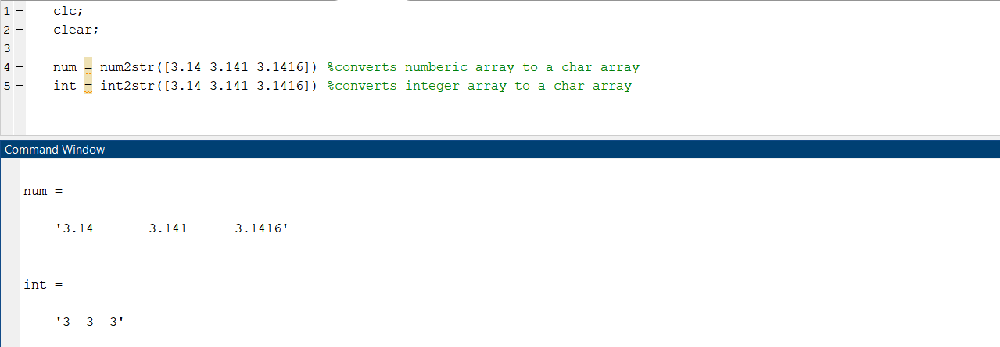 1 – clc;
2 – clear;
3
4 – num = num2str([3.14 3.141 3.1416]) %converts numberic array to a char array
5 – int = int2str([3.14 3.141 3.1416]) %converts integer array to a char array
Command Window
num =
'3.14       3.141      3.1416'
int =
'3  3  3'